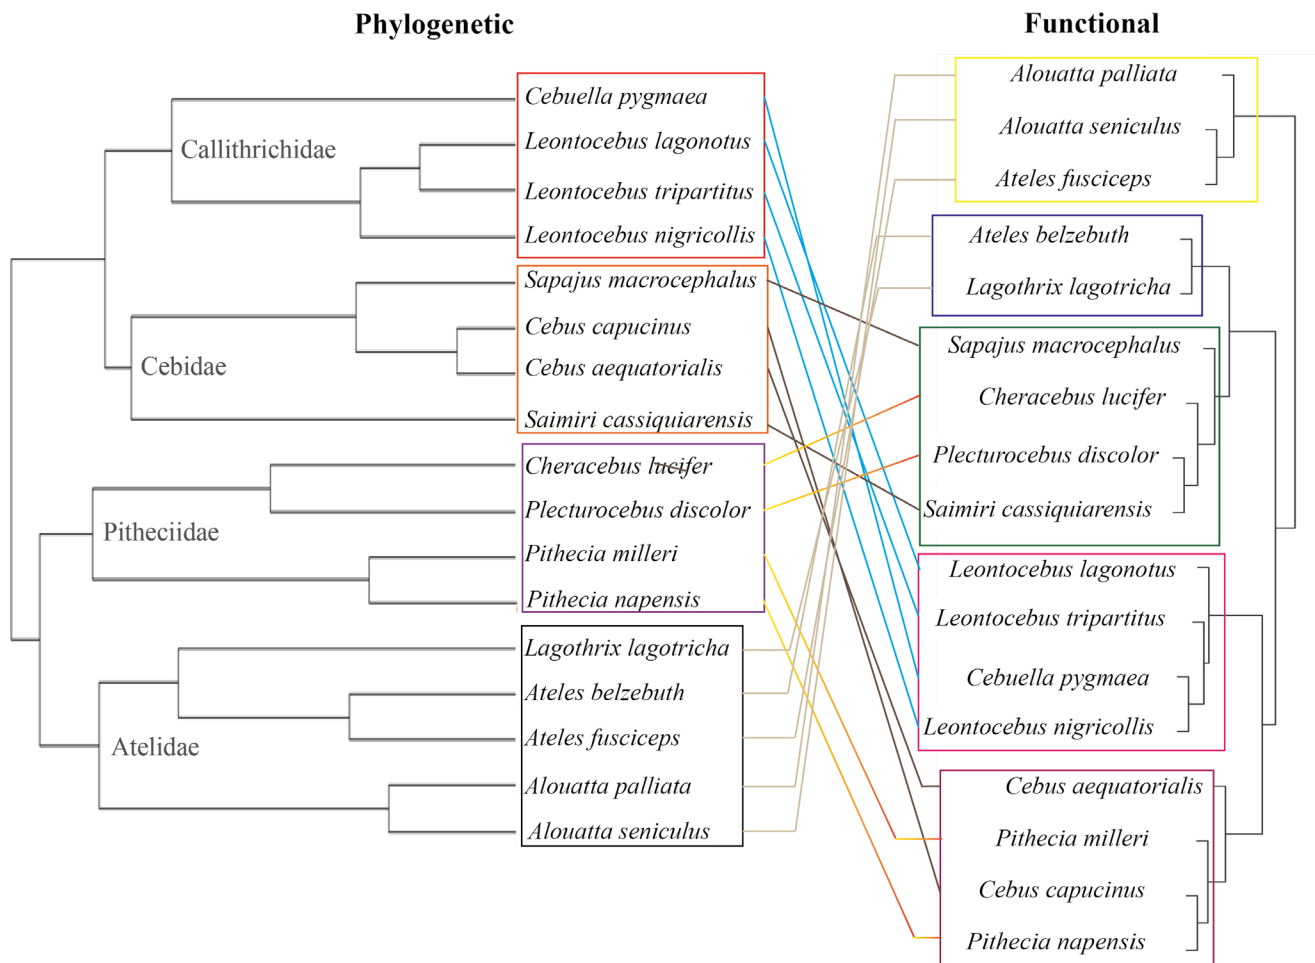 Phylogenetic
Callithrichidae
Cebidae
Pitheciidae
Atelidae
Cebuella pygmaea
Leontocebus lagonotus
Leontocebus tripartitus
Leontocebus nigricollis
Sapajus macrocephalus
Cebus capucinus
Cebus aequatorialis
Saimiri cassiquiarensis
Cheracebus lucifer
Plecturocebus discolor
Pithecia milleri
Pithecia napensis
Lagothrix lagotricha
Ateles belzebuth
Ateles fusciceps
Alouatta palliata
Alouatta seniculus
Functional
Alouatta palliata
Alouatta seniculus
Ateles fusciceps
Ateles belzebuth
Lagothrix lagotricha
Sapajus macrocephalus
Cheracebus lucifer
Plecturocebus discolor
Saimiri cassiquiarensis
Leontocebus lagonotus
Leontocebus tripartitus
Cebuella pygmaea
Leontocebus nigricollis
Cebus aequatorialis
Pithecia milleri
Cebus capucinus
Pithecia napensis